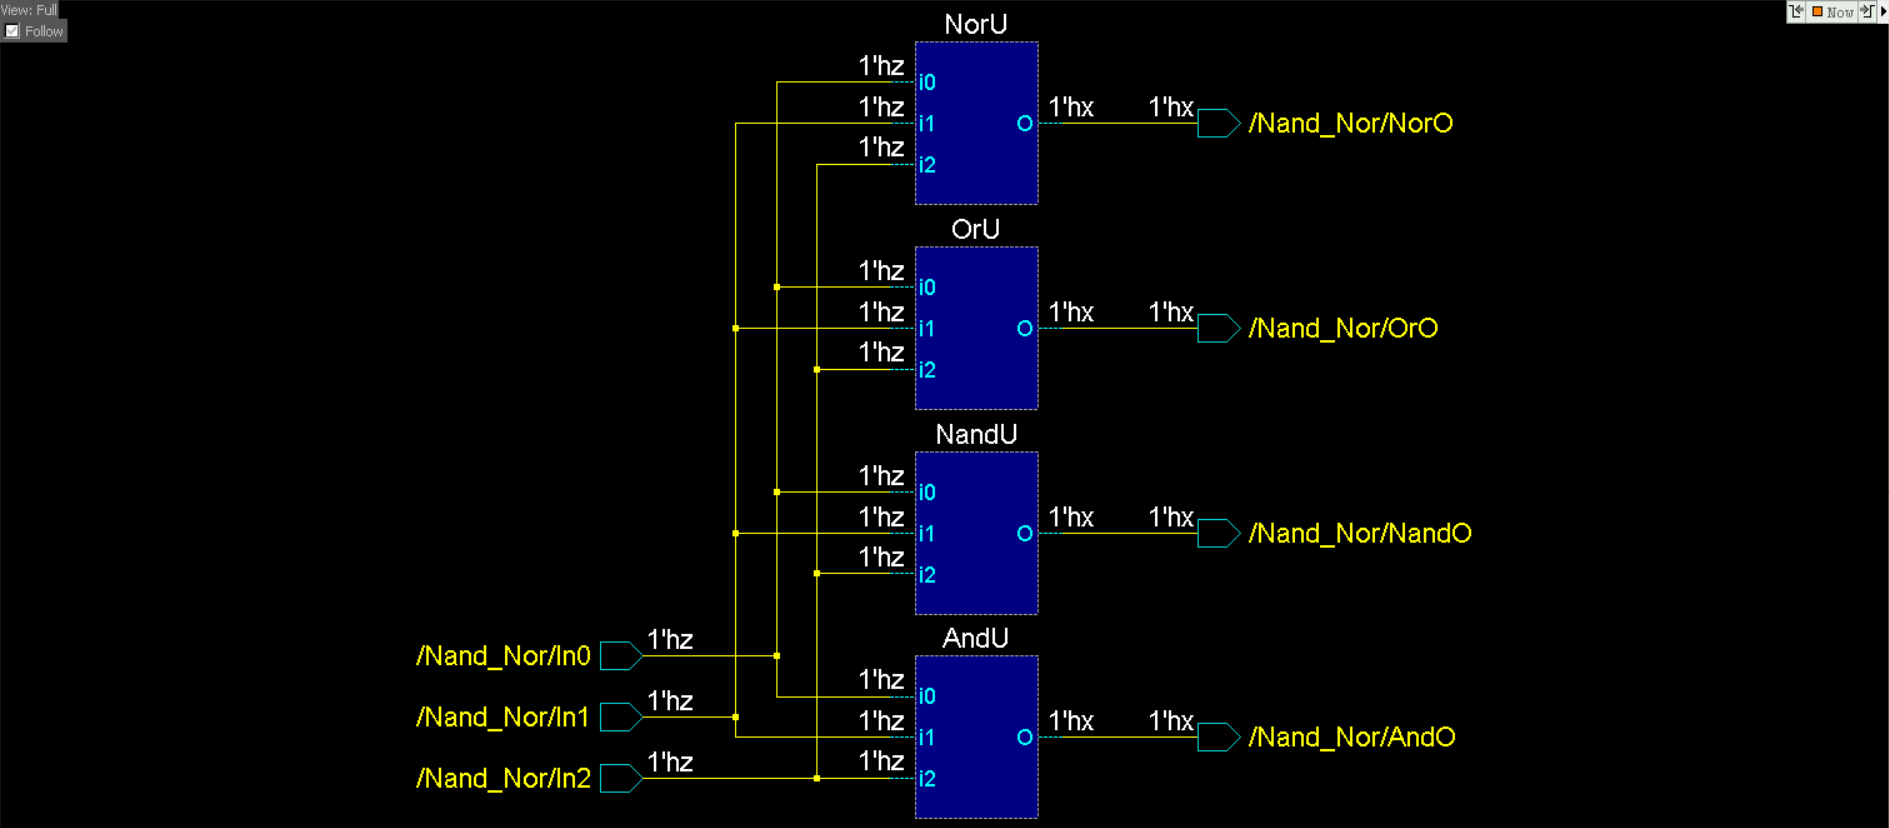 View: Full
Follow
Now
NorU
1'hz
i0
1'hz
i1
1'hz
i2
O
1'hx
1'hx
/Nand_Nor/NorO
OrU
1'hz
i0
1'hz
i1
1'hz
i2
O
1'hx
1'hx
/Nand_Nor/OrO
NandU
1'hz
i0
1'hz
i1
1'hz
i2
O
1'hx
1'hx
/Nand_Nor/NandO
/Nand_Nor/In0
1'hz
/Nand_Nor/In1
1'hz
/Nand_Nor/In2
1'hz
AndU
1'hz
i0
1'hz
i1
1'hz
i2
O
1'hx
1'hx
/Nand_Nor/AndO